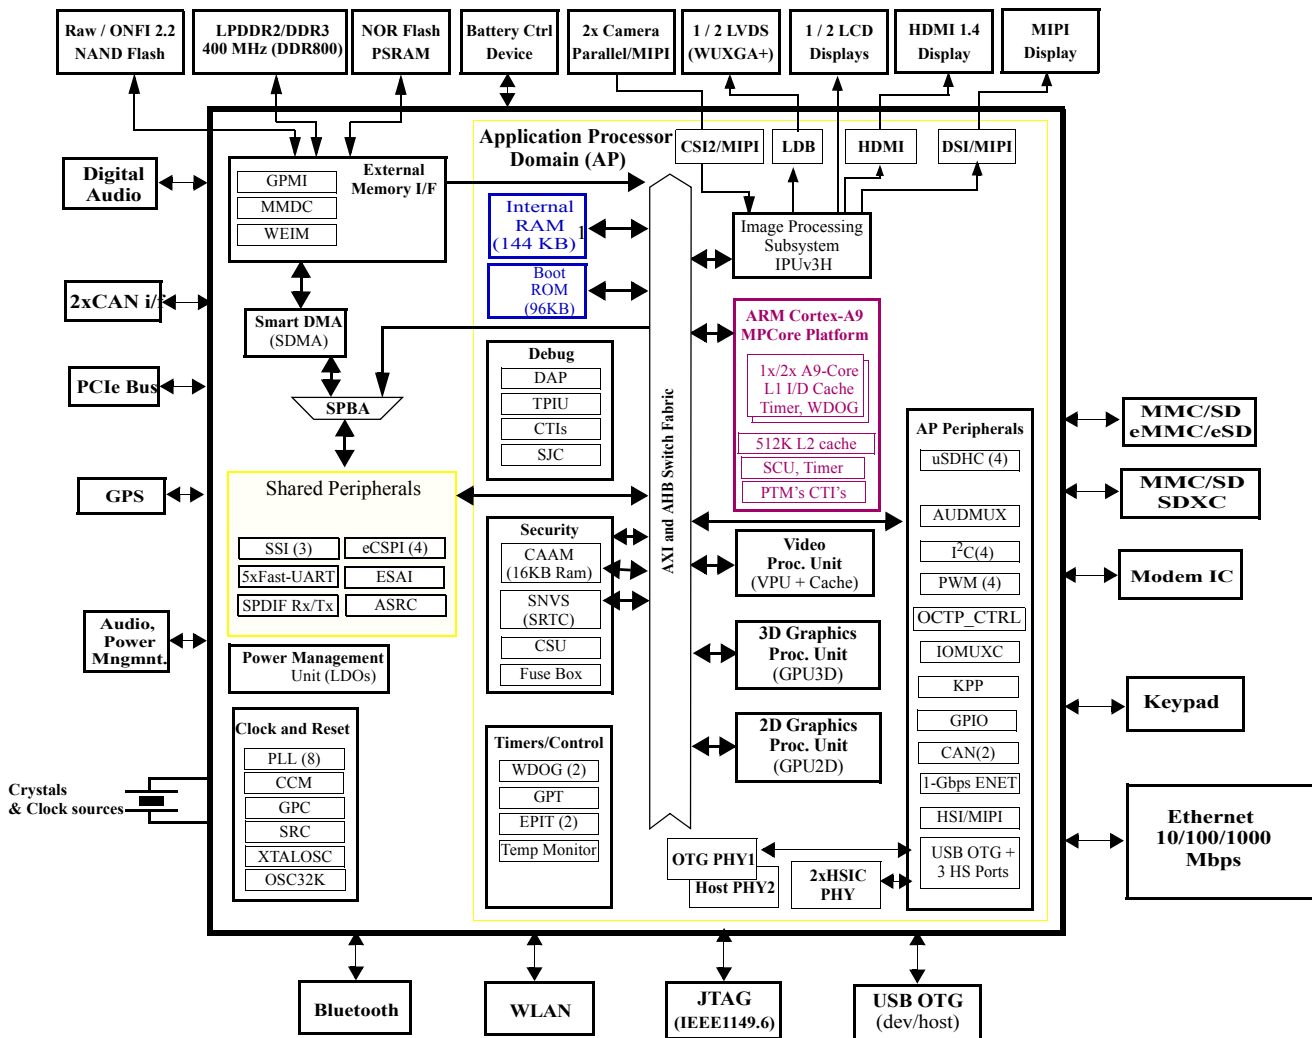 Raw / ONFI 2.2
NAND Flash
LPDDR2/DDR3
400 MHz (DDR800)
NOR Flash
PSRAM
Battery Ctrl
Device
2x Camera
Parallel/MIPI
1 / 2 LVDS
(WUXGA+)
1 / 2 LCD
Displays
HDMI 1.4
Display
MIPI
Display
Digital
Audio
2xCAN i/f
PCIe Bus
GPS
Audio,
Power
Mngmnt.
Crystals
& Clock sources
External
Memory I/F
GPMI
MMDC
WEIM
Smart DMA
(SDMA)
SPBA
Shared Peripherals
SSI (3)
eCSPI (4)
5xFast-UART
ESAI
SPDIF Rx/Tx
ASRC
Power Management
Unit (LDOs)
Clock and Reset
PLL (8)
CCM
GPC
SRC
XTALOSC
OSC32K
Application Processor
Domain (AP)
Internal
RAM
(144 KB)
1
Boot
ROM
(96KB)
Debug
DAP
TPIU
CTIs
SJC
Security
CAAM
(16KB Ram)
SNVS
(SRTC)
CSU
Fuse Box
Timers/Control
WDOG (2)
GPT
EPIT (2)
Temp Monitor
AXI and AHB Switch Fabric
CSI2/MIPI
LDB
HDMI
DSI/MIPI
Image Processing
Subsystem
IPUv3H
ARM Cortex-A9
MPCore Platform
1x/2x A9-Core
L1 I/D Cache
Timer, WDOG
512K L2 cache
SCU, Timer
PTM's CTI's
Video
Proc. Unit
(VPU + Cache)
3D Graphics
Proc. Unit
(GPU3D)
2D Graphics
Proc. Unit
(GPU2D)
OTG PHY1
Host PHY2
2xHSIC
PHY
AP Peripherals
uSDHC (4)
AUDMUX
I2C(4)
PWM (4)
OCTP_CTRL
IOMUXC
KPP
GPIO
CAN(2)
1-Gbps ENET
HSI/MIPI
USB OTG +
3 HS Ports
MMC/SD
eMMC/eSD
MMC/SD
SDXC
Modem IC
Keypad
Ethernet
10/100/1000
Mbps
Bluetooth
WLAN
JTAG
(IEEE1149.6)
USB OTG
(dev/host)